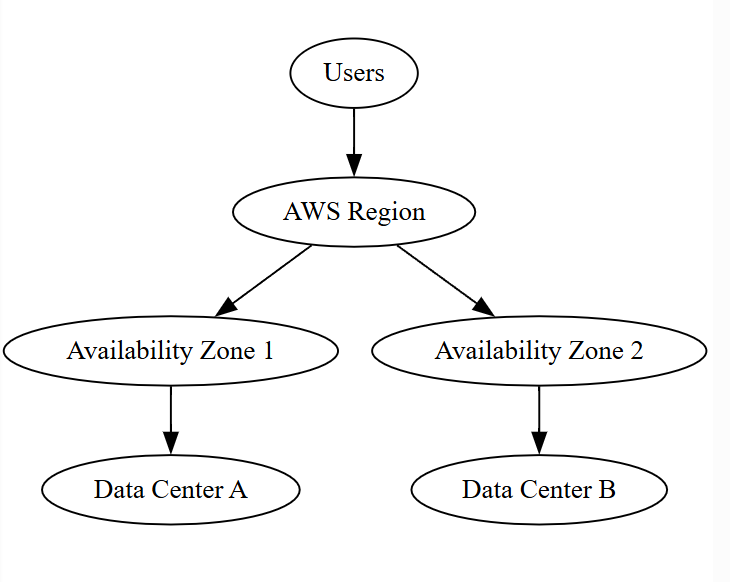 Users
AWS Region
Availability Zone 1
Availability Zone 2
Data Center A
Data Center B